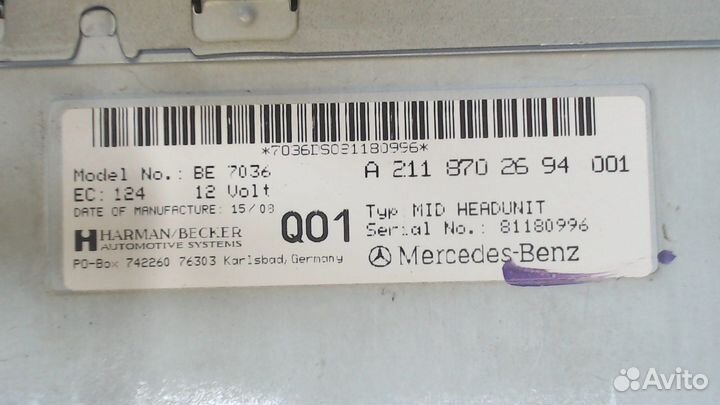 *7036DS081180996*
Model No.: BE 7036
A 211 870 26 94 001
EC: 124 12 Volt
DATE OF MANUFACTURE: 15/08
Q01
Typ: MID HEADUNIT
HARMAN/BECKER
AUTOMOTIVE SYSTEMS
Serial No.: 81180996
PO-Box 742260 76303 Karlsbad, Germany
Mercedes-Benz
Avito